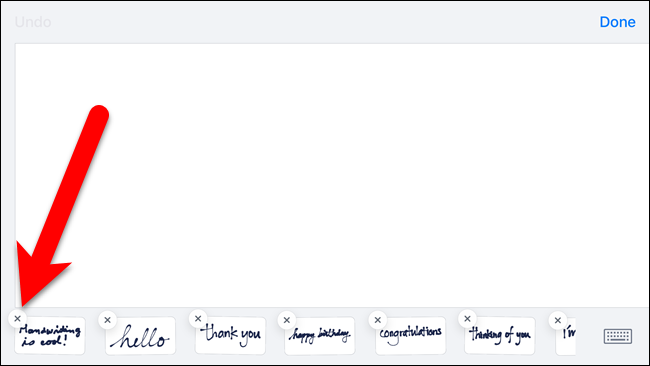 Undo
Done
Handwriting
is cool!
hello
thank you
happy birthday
congratulations
thinking of you
I'm